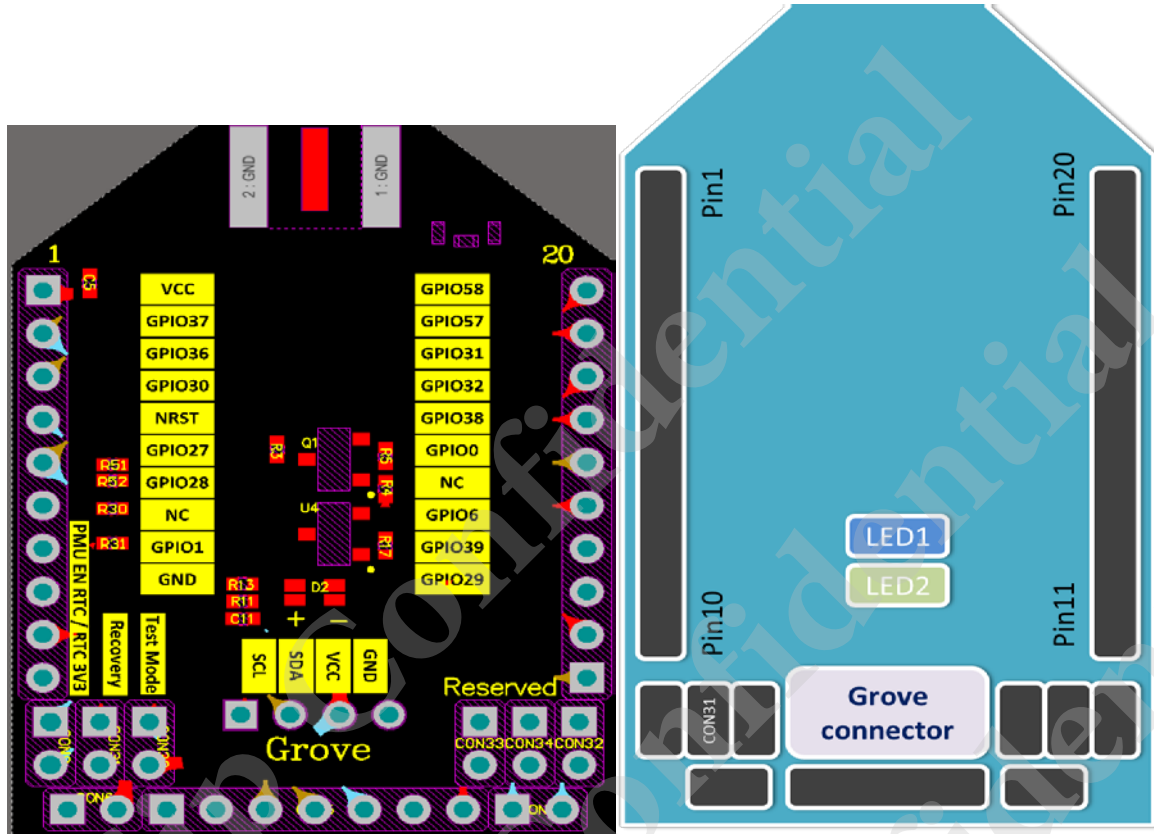 2 : GND
1 : GND
1
20
C5
VCC
GPIO37
GPIO36
GPIO30
NRST
GPIO27
GPIO28
NC
GPIO1
GND
GPIO58
GPIO57
GPIO31
GPIO32
GPIO38
GPIO0
NC
GPIO6
GPIO39
GPIO29
R3
Q1
R5
R4
U4
R17
R51
R52
R30
R31
R13
R11
C11
D2
+
−
PMU EN RTC / RTC 3V3
Recovery
Test Mode
SCL
SDA
VCC
GND
Reserved
CON33
CON34
CON32
Grove
Pin1
Pin20
LED1
LED2
Pin10
Pin11
CON31
Grove
connector
Confidential